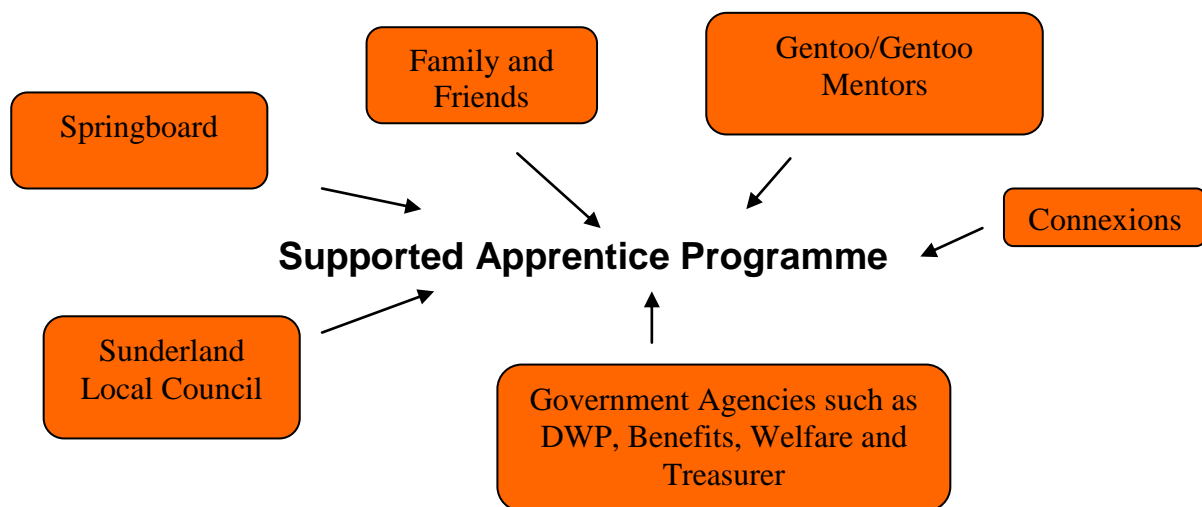 Family and
Friends
Gentoo/Gentoo
Mentors
Springboard
Connexions
Supported Apprentice Programme
Sunderland
Local Council
Government Agencies such as
DWP, Benefits, Welfare and
Treasurer